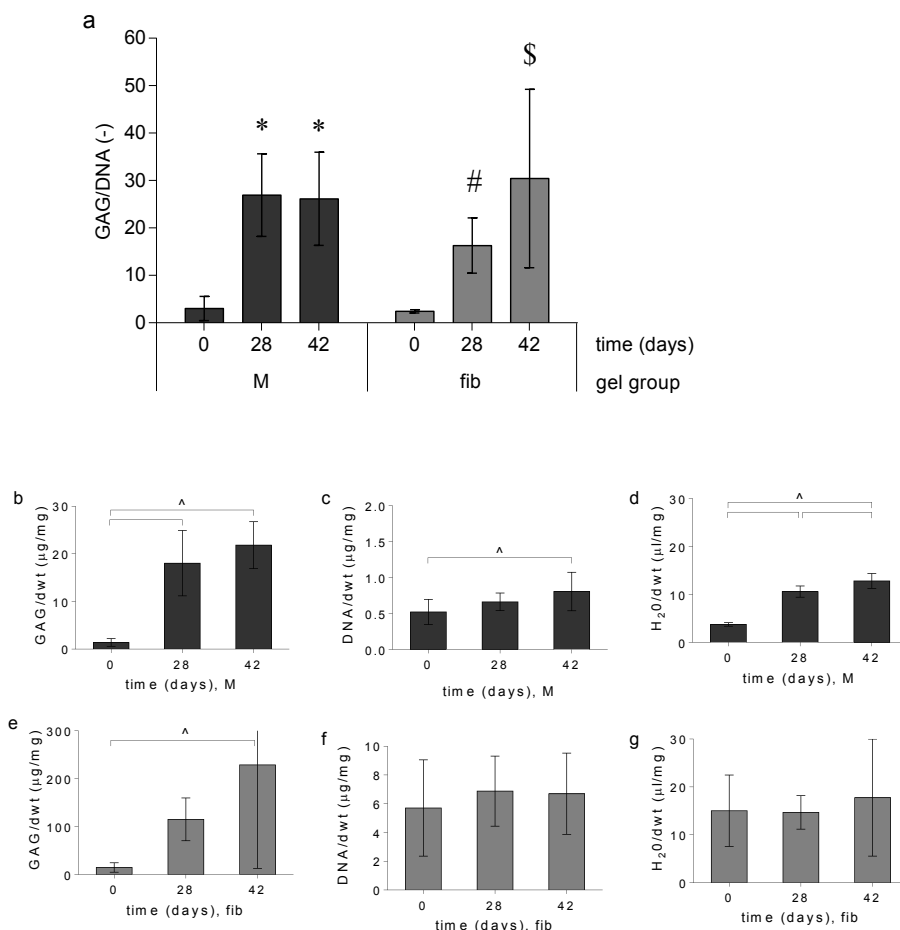 a
60
50
40
30
20
10
0
GAG/DNA (-)
* * # $
0 28 42 0 28 42 time (days)
M fib gel group
b
GAG/dwt (µg/mg)
30
20
10
0
^
0 28 42
time (days), M
c
DNA/dwt (µg/mg)
2.0
1.5
1.0
0.5
0.0
^
0 28 42
time (days), M
d
H₂0/dwt (µl/mg)
30
20
10
0
^
0 28 42
time (days), M
e
GAG/dwt (µg/mg)
300
200
100
0
^
0 28 42
time (days), fib
f
DNA/dwt (µg/mg)
10
8
6
4
2
0
0 28 42
time (days), fib
g
H₂0/dwt (µl/mg)
30
20
10
0
0 28 42
time (days), fib